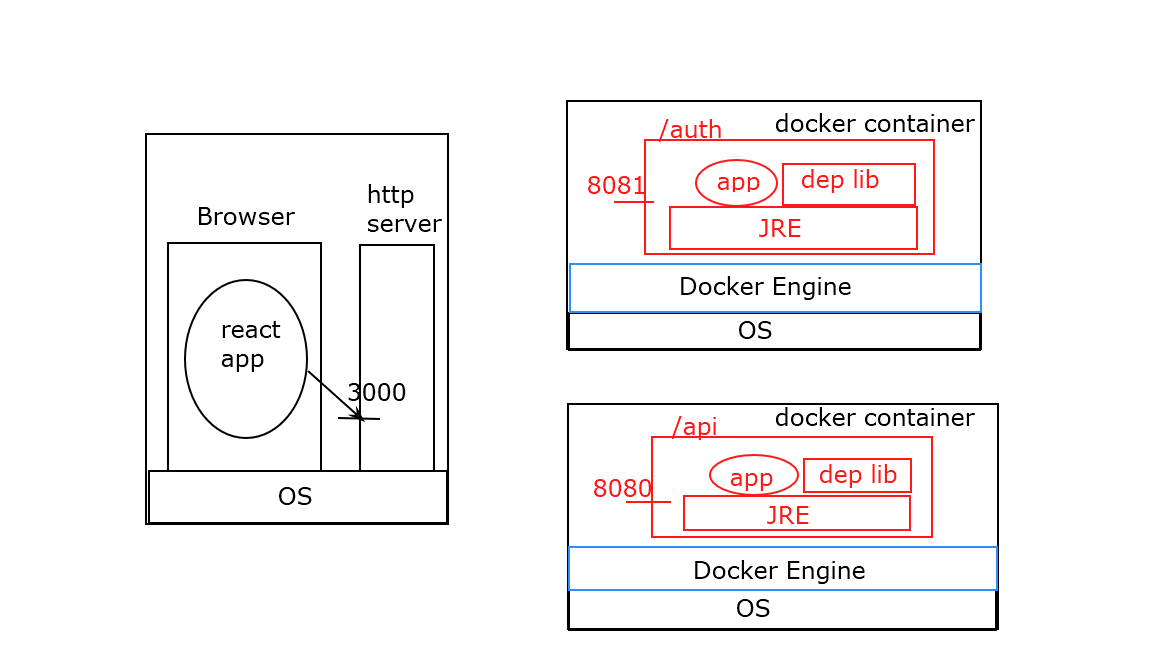 Browser
http
server
react
app
3000
OS
docker container
/auth
8081
app
dep lib
JRE
Docker Engine
OS
docker container
/api
8080
app
dep lib
JRE
Docker Engine
OS